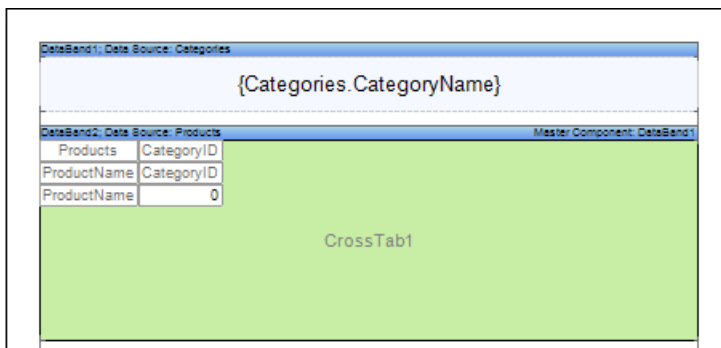 DataBand1; Data Source: Categories
{Categories.CategoryName}
DataBand2; Data Source: Products Master Component: DataBand1
Products CategoryID
ProductName CategoryID
ProductName 0
CrossTab1